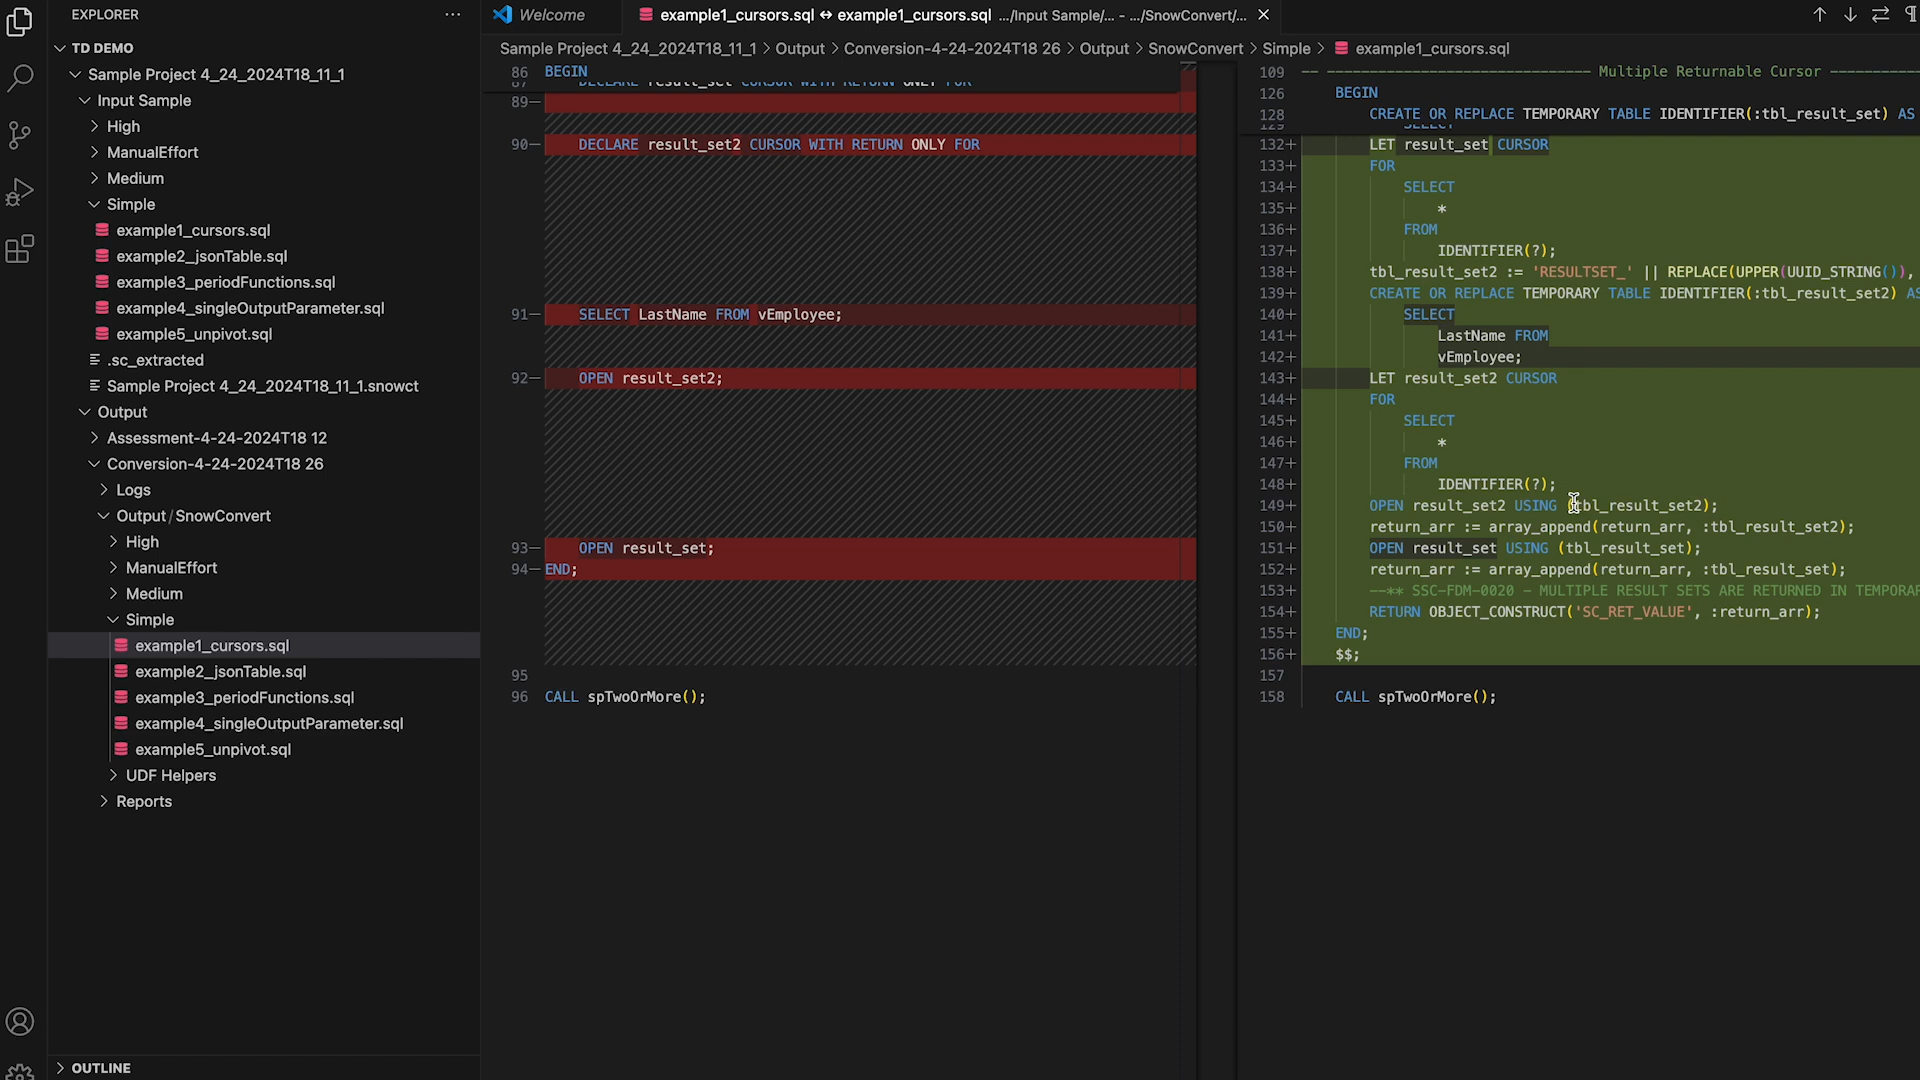 EXPLORER
TD DEMO
Sample Project 4_24_2024T18_11_1
Input Sample
High
ManualEffort
Medium
Simple
example1_cursors.sql
example2_jsonTable.sql
example3_periodFunctions.sql
example4_singleOutputParameter.sql
example5_unpivot.sql
.sc_extracted
Sample Project 4_24_2024T18_11_1.snowct
Output
Assessment-4-24-2024T18 12
Conversion-4-24-2024T18 26
Logs
Output/SnowConvert
High
ManualEffort
Medium
Simple
example1_cursors.sql
example2_jsonTable.sql
example3_periodFunctions.sql
example4_singleOutputParameter.sql
example5_unpivot.sql
UDF Helpers
Reports
OUTLINE
Welcome
example1_cursors.sql ↔ example1_cursors.sql .../Input Sample/... - .../SnowConvert/...
Sample Project 4_24_2024T18_11_1 > Output > Conversion-4-24-2024T18 26 > Output > SnowConvert > Simple > example1_cursors.sql
86 BEGIN
87 DECLARE result_set CURSOR WITH RETURN ONLY FOR
89−
90− DECLARE result_set2 CURSOR WITH RETURN ONLY FOR
91− SELECT LastName FROM vEmployee;
92− OPEN result_set2;
93− OPEN result_set;
94− END;
95
96 CALL spTwoOrMore();
109 -- ------------------------------- Multiple Returnable Cursor ----------
126 BEGIN
128 CREATE OR REPLACE TEMPORARY TABLE IDENTIFIER(:tbl_result_set) AS
129 SELECT
132+ LET result_set CURSOR
133+ FOR
134+ SELECT
135+ *
136+ FROM
137+ IDENTIFIER(?);
138+ tbl_result_set2 := 'RESULTSET_' || REPLACE(UPPER(UUID_STRING()),
139+ CREATE OR REPLACE TEMPORARY TABLE IDENTIFIER(:tbl_result_set2) AS
140+ SELECT
141+ LastName FROM
142+ vEmployee;
143+ LET result_set2 CURSOR
144+ FOR
145+ SELECT
146+ *
147+ FROM
148+ IDENTIFIER(?);
149+ OPEN result_set2 USING (tbl_result_set2);
150+ return_arr := array_append(return_arr, :tbl_result_set2);
151+ OPEN result_set USING (tbl_result_set);
152+ return_arr := array_append(return_arr, :tbl_result_set);
153+ --** SSC-FDM-0020 - MULTIPLE RESULT SETS ARE RETURNED IN TEMPORAR
154+ RETURN OBJECT_CONSTRUCT('SC_RET_VALUE', :return_arr);
155+ END;
156+ $$;
157
158 CALL spTwoOrMore();